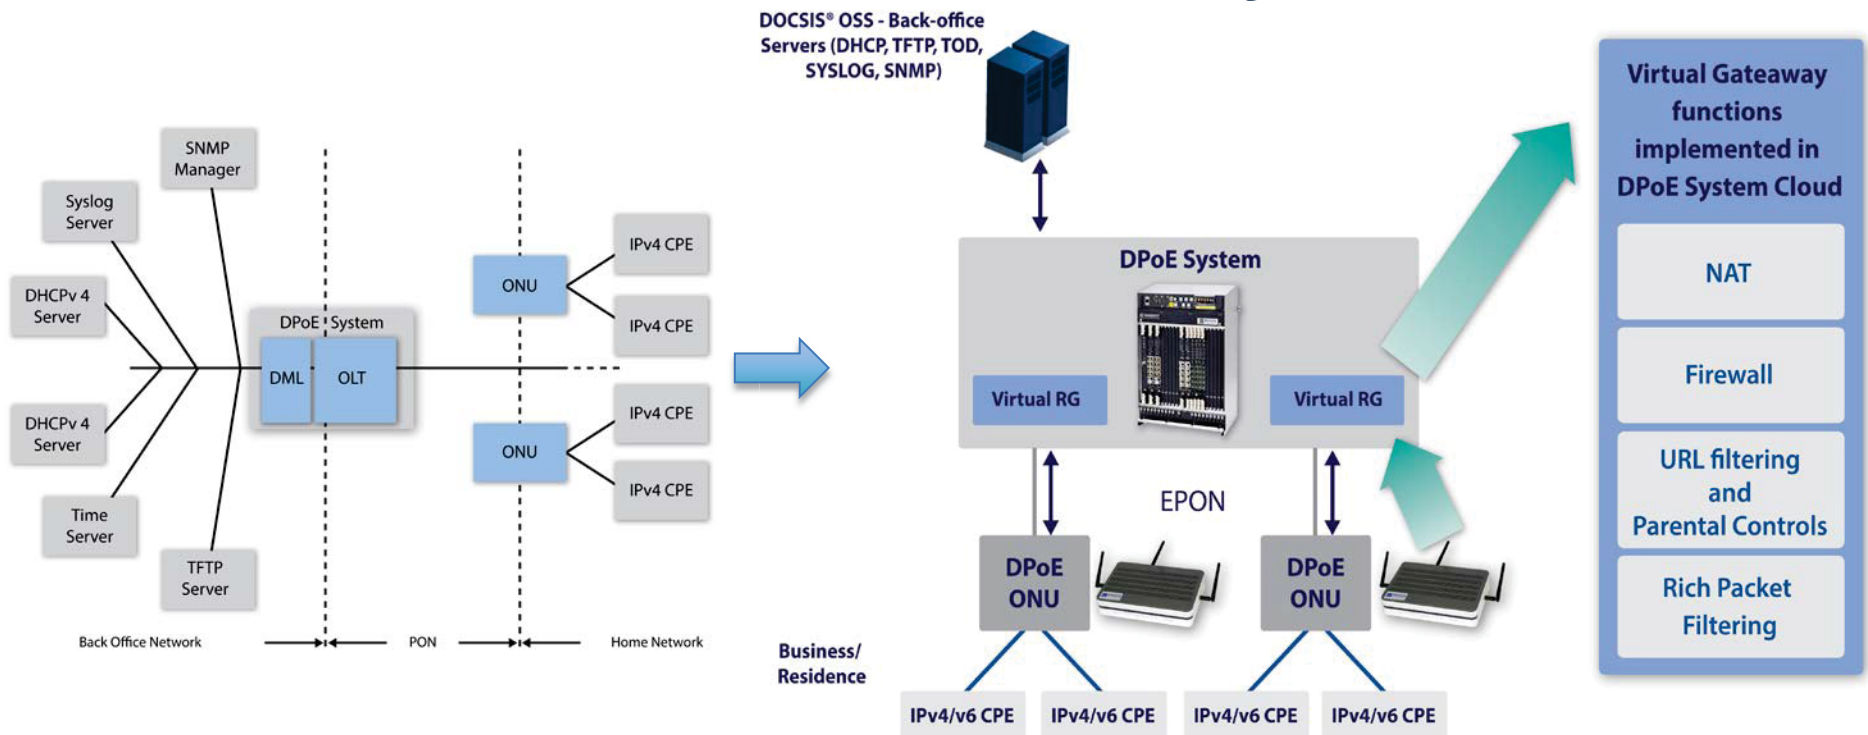 SNMP
Manager
Syslog
Server
DHCPv 4
Server
DHCPv 4
Server
Time
Server
TFTP
Server
DPoE System
DML
OLT
ONU
ONU
IPv4 CPE
IPv4 CPE
IPv4 CPE
IPv4 CPE
Back Office Network
PON
Home Network
DOCSIS® OSS - Back-office
Servers (DHCP, TFTP, TOD,
SYSLOG, SNMP)
DPoE System
Virtual RG
Virtual RG
EPON
DPoE
ONU
DPoE
ONU
Business/
Residence
IPv4/v6 CPE
IPv4/v6 CPE
IPv4/v6 CPE
IPv4/v6 CPE
Virtual Gateaway
functions
implemented in
DPoE System Cloud
NAT
Firewall
URL filtering
and
Parental Controls
Rich Packet
Filtering